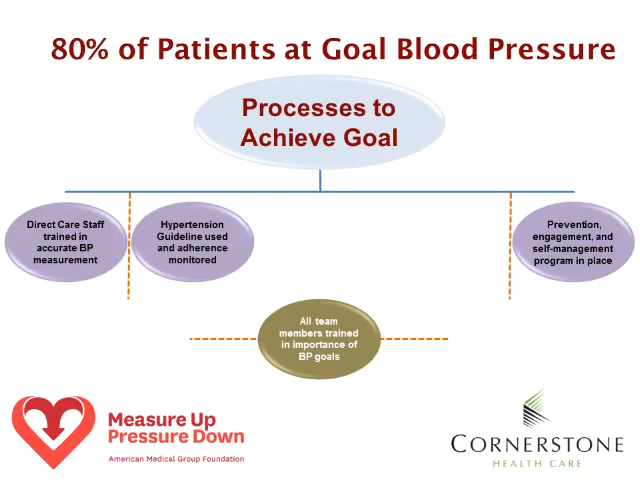 80% of Patients at Goal Blood Pressure
Processes to
Achieve Goal
Direct Care Staff
trained in
accurate BP
measurement
Hypertension
Guideline used
and adherence
monitored
Prevention,
engagement, and
self-management
program in place
All team
members trained
in importance of
BP goals
Measure Up
Pressure Down
American Medical Group Foundation
CORNERSTONE
HEALTH CARE